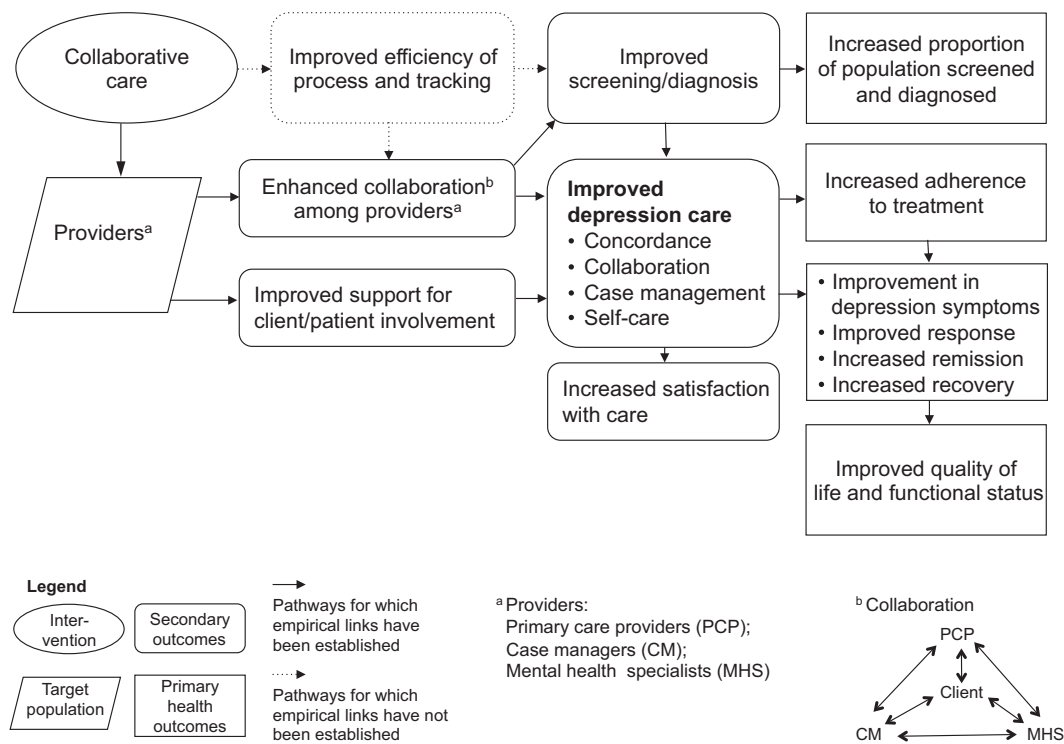 Collaborative
care
Improved efficiency of
process and tracking
Improved
screening/diagnosis
Increased proportion
of population screened
and diagnosed
Providersᵃ
Enhanced collaborationᵇ
among providersᵃ
Improved support for
client/patient involvement
Improved
depression care
• Concordance
• Collaboration
• Case management
• Self-care
Increased satisfaction
with care
Increased adherence
to treatment
• Improvement in
depression symptoms
• Improved response
• Increased remission
• Increased recovery
Improved quality of
life and functional status
Legend
Inter-
vention
Secondary
outcomes
Target
population
Primary
health
outcomes
Pathways for which
empirical links have
been established
Pathways for which
empirical links have not
been established
ᵃ Providers:
Primary care providers (PCP);
Case managers (CM);
Mental health specialists (MHS)
ᵇ Collaboration
PCP
Client
CM
MHS